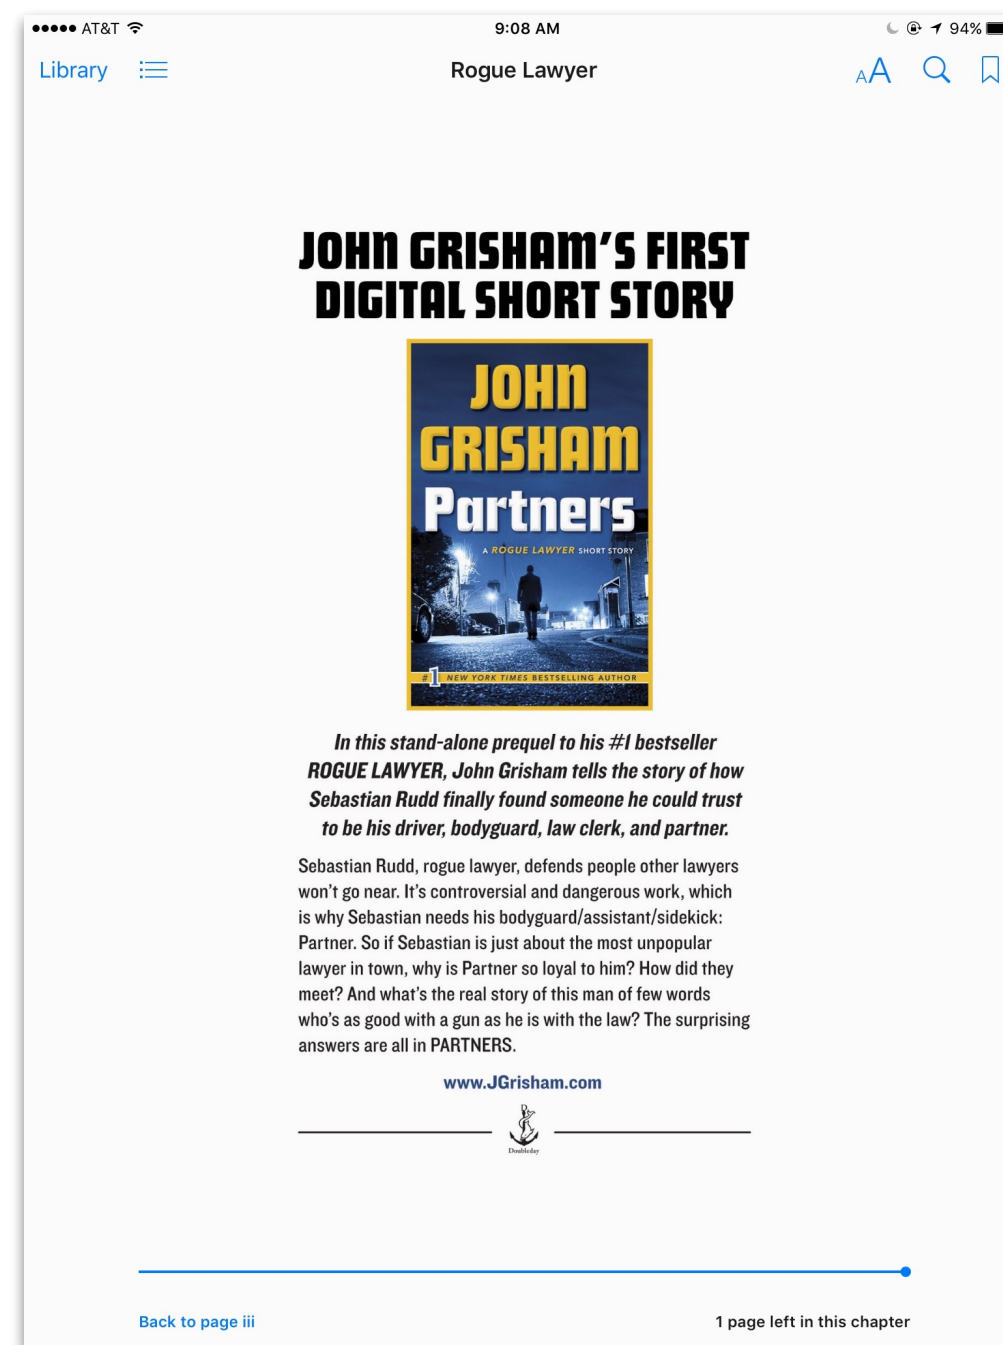 AT&T 9:08 AM 94%
Library Rogue Lawyer AA
JOHN GRISHAM'S FIRST
DIGITAL SHORT STORY
JOHN
GRISHAM
Partners
A ROGUE LAWYER SHORT STORY
#1 NEW YORK TIMES BESTSELLING AUTHOR
In this stand-alone prequel to his #1 bestseller
ROGUE LAWYER, John Grisham tells the story of how
Sebastian Rudd finally found someone he could trust
to be his driver, bodyguard, law clerk, and partner.
Sebastian Rudd, rogue lawyer, defends people other lawyers
won't go near. It's controversial and dangerous work, which
is why Sebastian needs his bodyguard/assistant/sidekick:
Partner. So if Sebastian is just about the most unpopular
lawyer in town, why is Partner so loyal to him? How did they
meet? And what's the real story of this man of few words
who's as good with a gun as he is with the law? The surprising
answers are all in PARTNERS.
www.JGrisham.com
Doubleday
Back to page iii 1 page left in this chapter